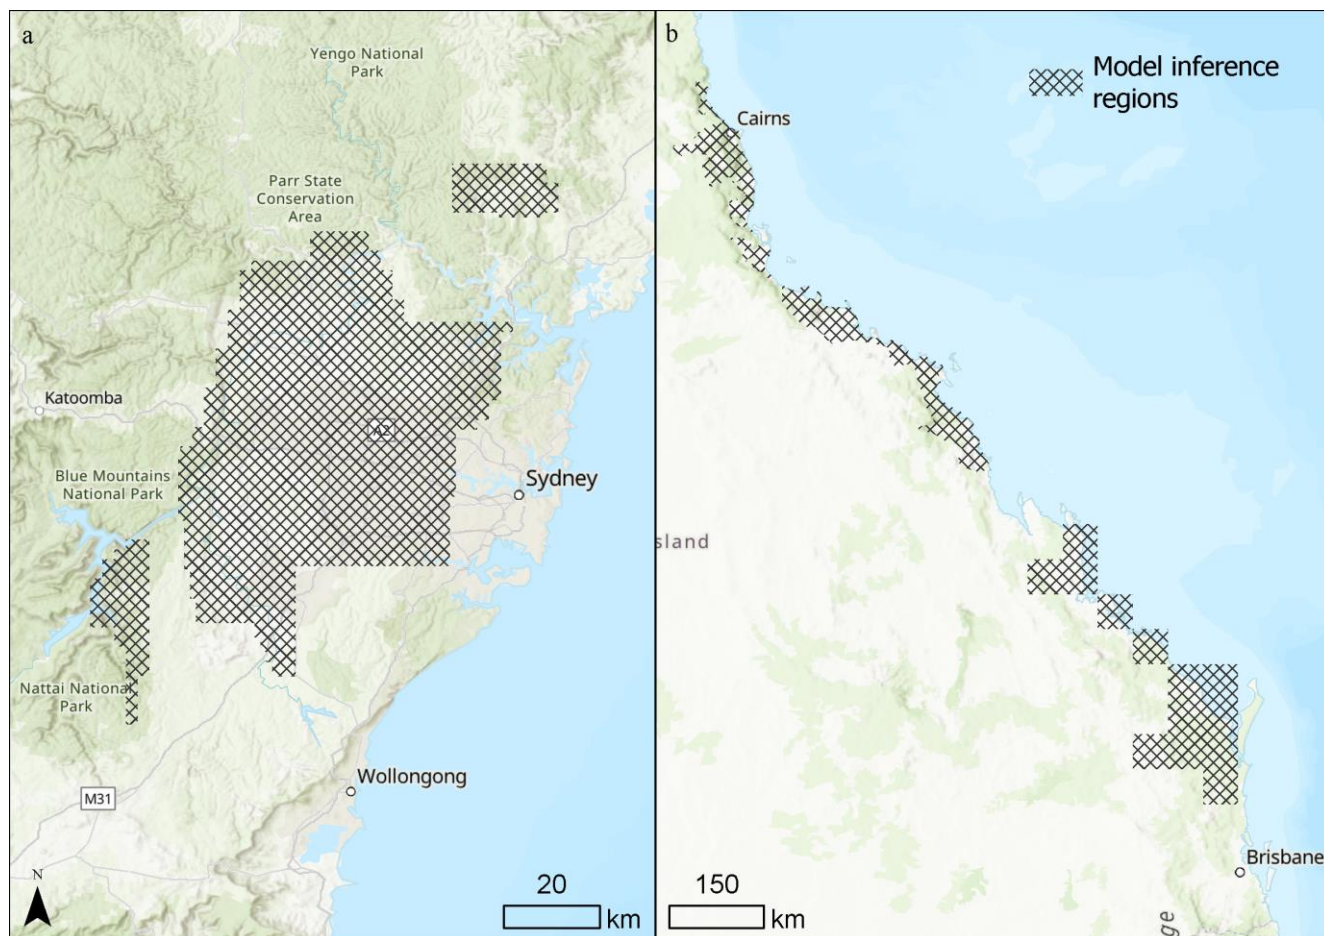 a
Yengo National
Park
Parr State
Conservation
Area
Katoomba
A2
Blue Mountains
National Park
Sydney
Nattai National
Park
Wollongong
M31
N
20
km
b
Model inference
regions
Cairns
sland
Brisbane
150
km
ge